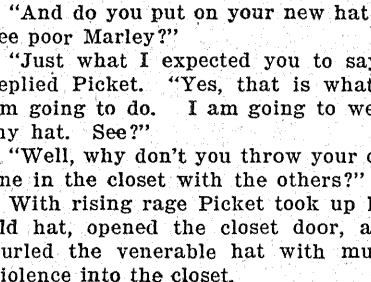 "And do you put on your new hat
ee poor Marley?"
"Just what I expected you to say
eplied Picket. "Yes, that is what
m going to do. I am going to we
ny hat. See?"
"Well, why don't you throw your o
ne in the closet with the others?"
With rising rage Picket took up h
ld hat, opened the closet door, a
urled the venerable hat with mu
iolence into the closet.